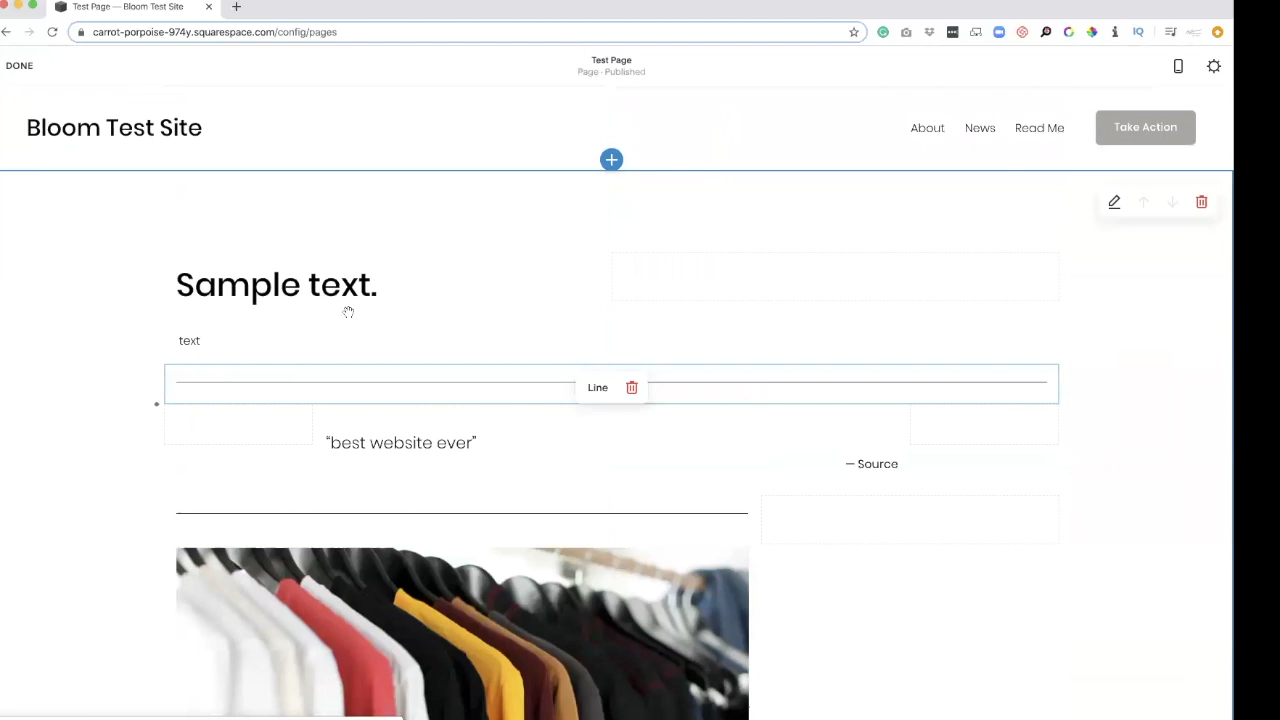 Test Page — Bloom Test Site
carrot-porpoise-974y.squarespace.com/config/pages
IQ
DONE
Test Page
Page · Published
Bloom Test Site
About News Read Me Take Action
Sample text.
text
Line
“best website ever”
— Source